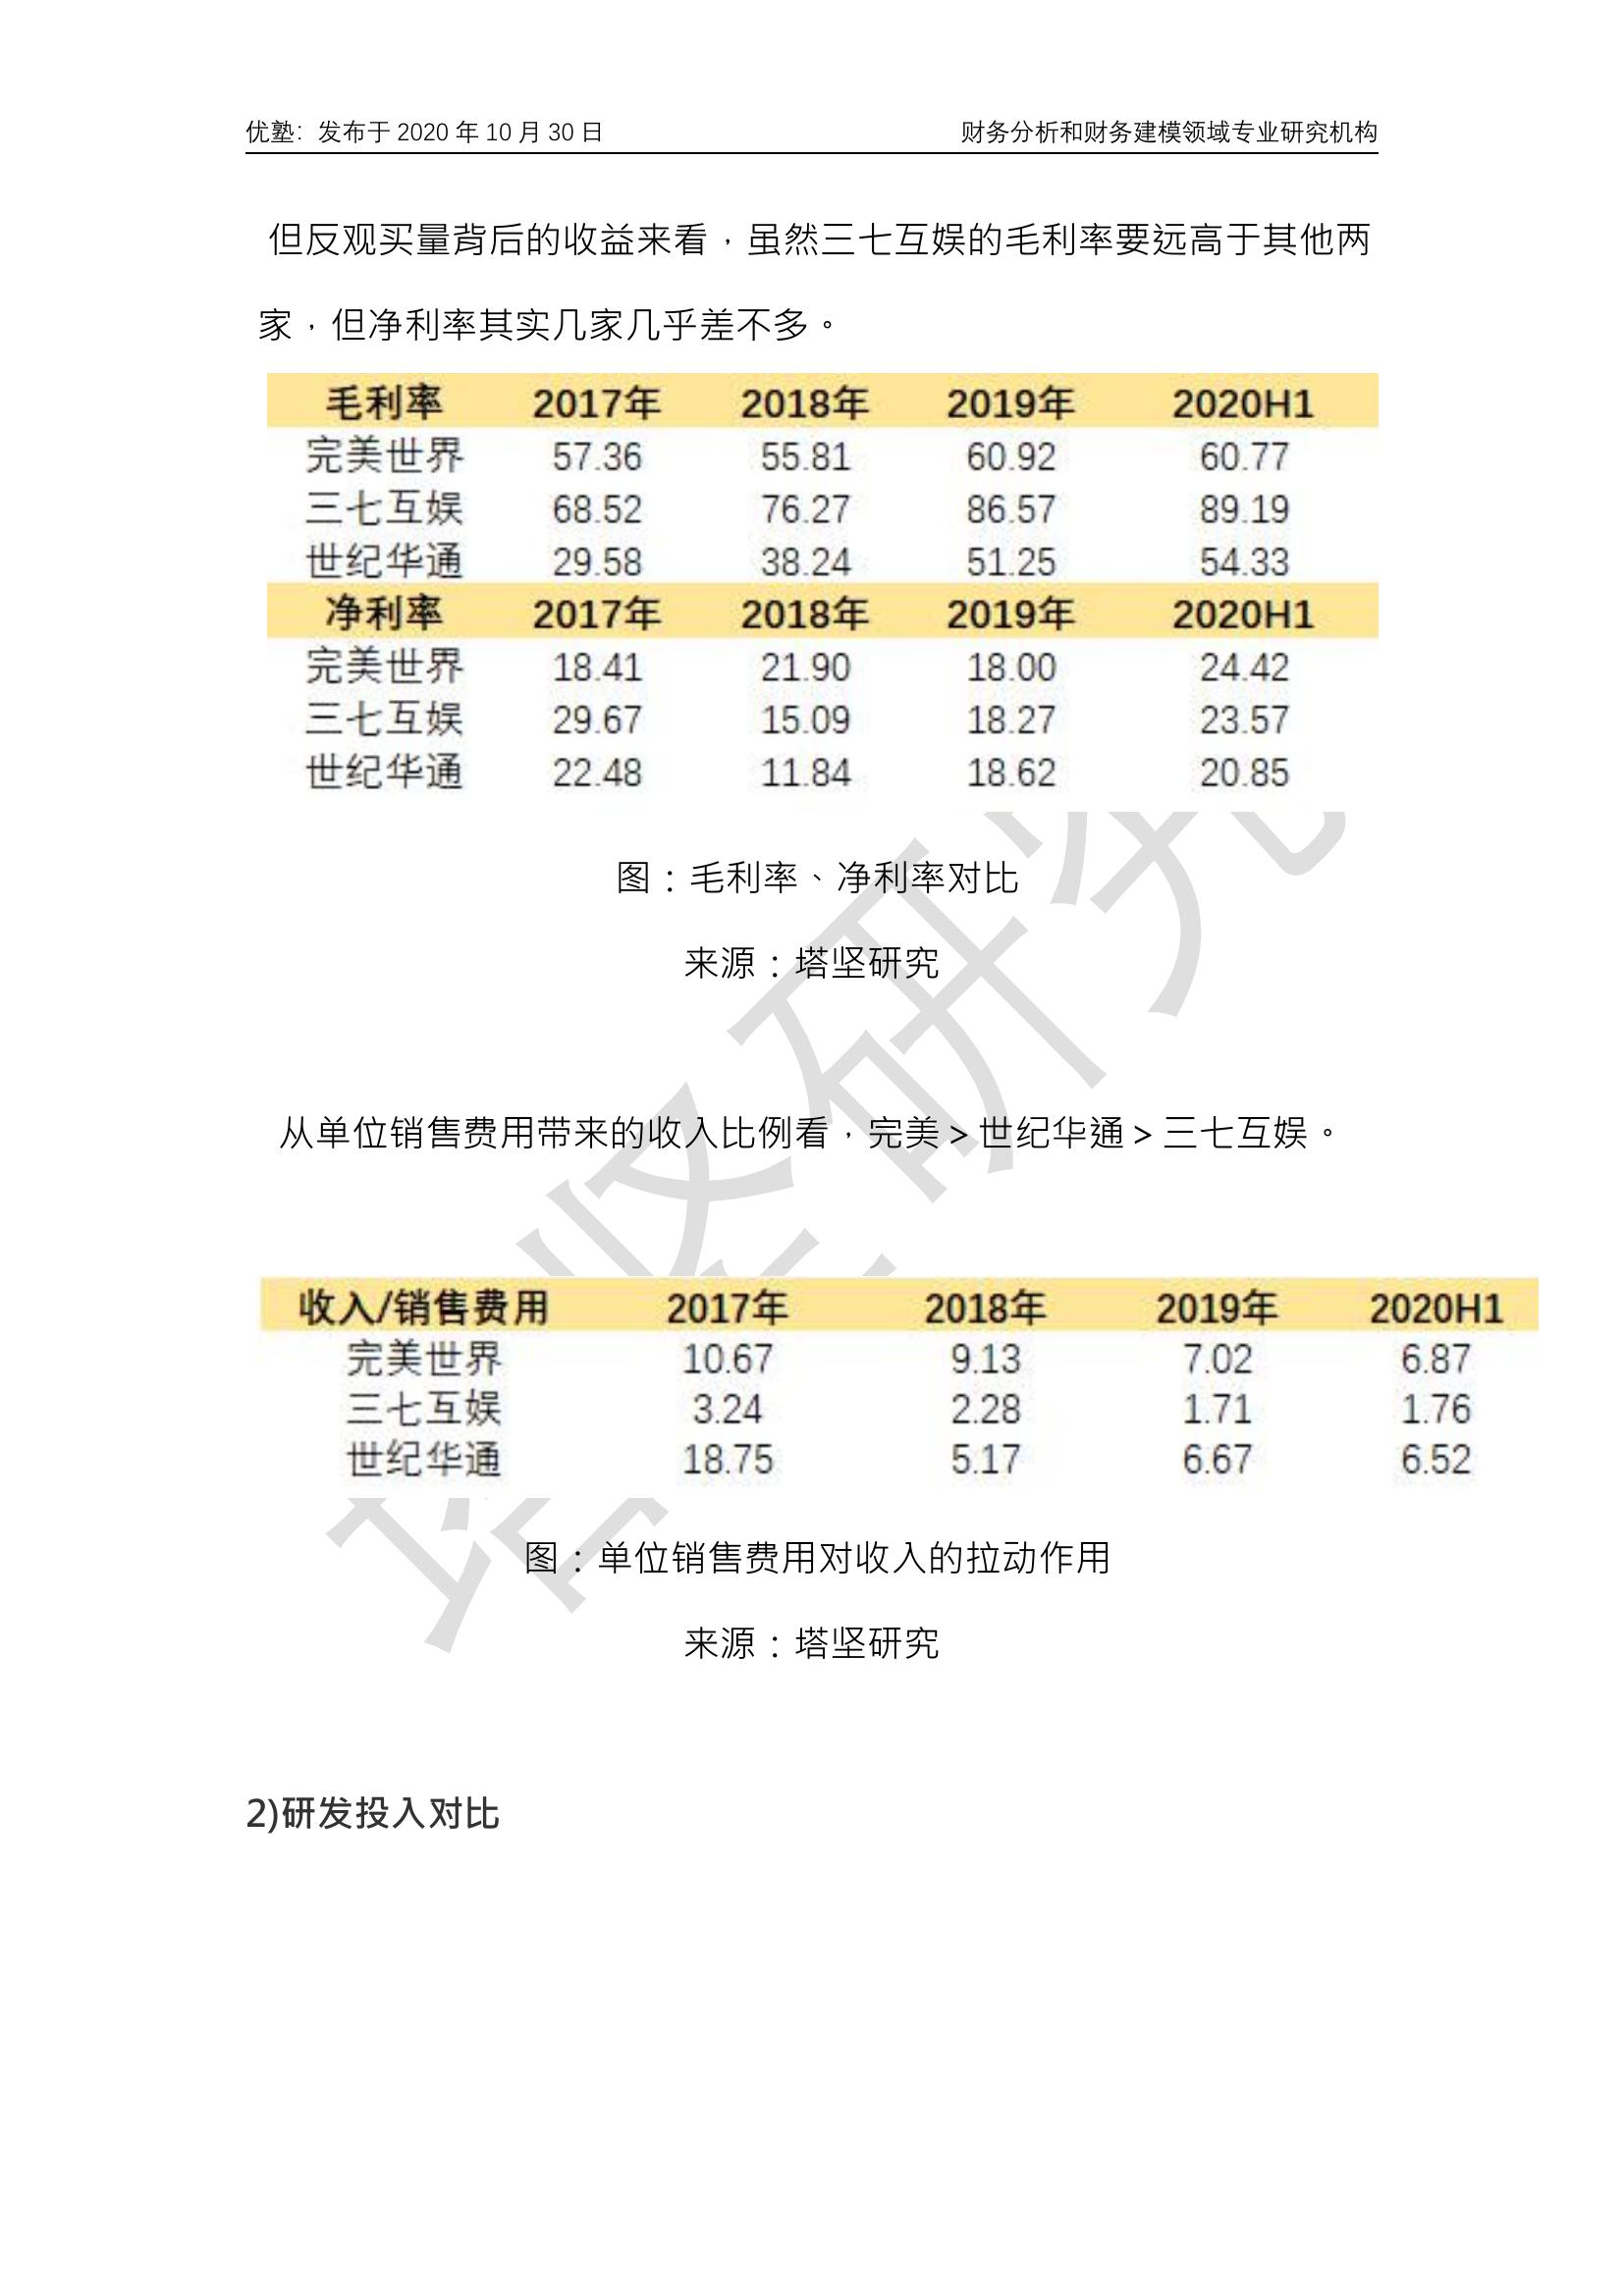 优塾：发布于 2020 年 10 月 30 日 财务分析和财务建模领域专业研究机构
但反观买量背后的收益来看，虽然三七互娱的毛利率要远高于其他两
家，但净利率其实几家几乎差不多。
毛利率 2017年 2018年 2019年 2020H1
完美世界 57.36 55.81 60.92 60.77
三七互娱 68.52 76.27 86.57 89.19
世纪华通 29.58 38.24 51.25 54.33
净利率 2017年 2018年 2019年 2020H1
完美世界 18.41 21.90 18.00 24.42
三七互娱 29.67 15.09 18.27 23.57
世纪华通 22.48 11.84 18.62 20.85
图：毛利率、净利率对比
来源：塔坚研究
从单位销售费用带来的收入比例看，完美＞世纪华通＞三七互娱。
收入/销售费用 2017年 2018年 2019年 2020H1
完美世界 10.67 9.13 7.02 6.87
三七互娱 3.24 2.28 1.71 1.76
世纪华通 18.75 5.17 6.67 6.52
图：单位销售费用对收入的拉动作用
来源：塔坚研究
2)研发投入对比
塔坚研究